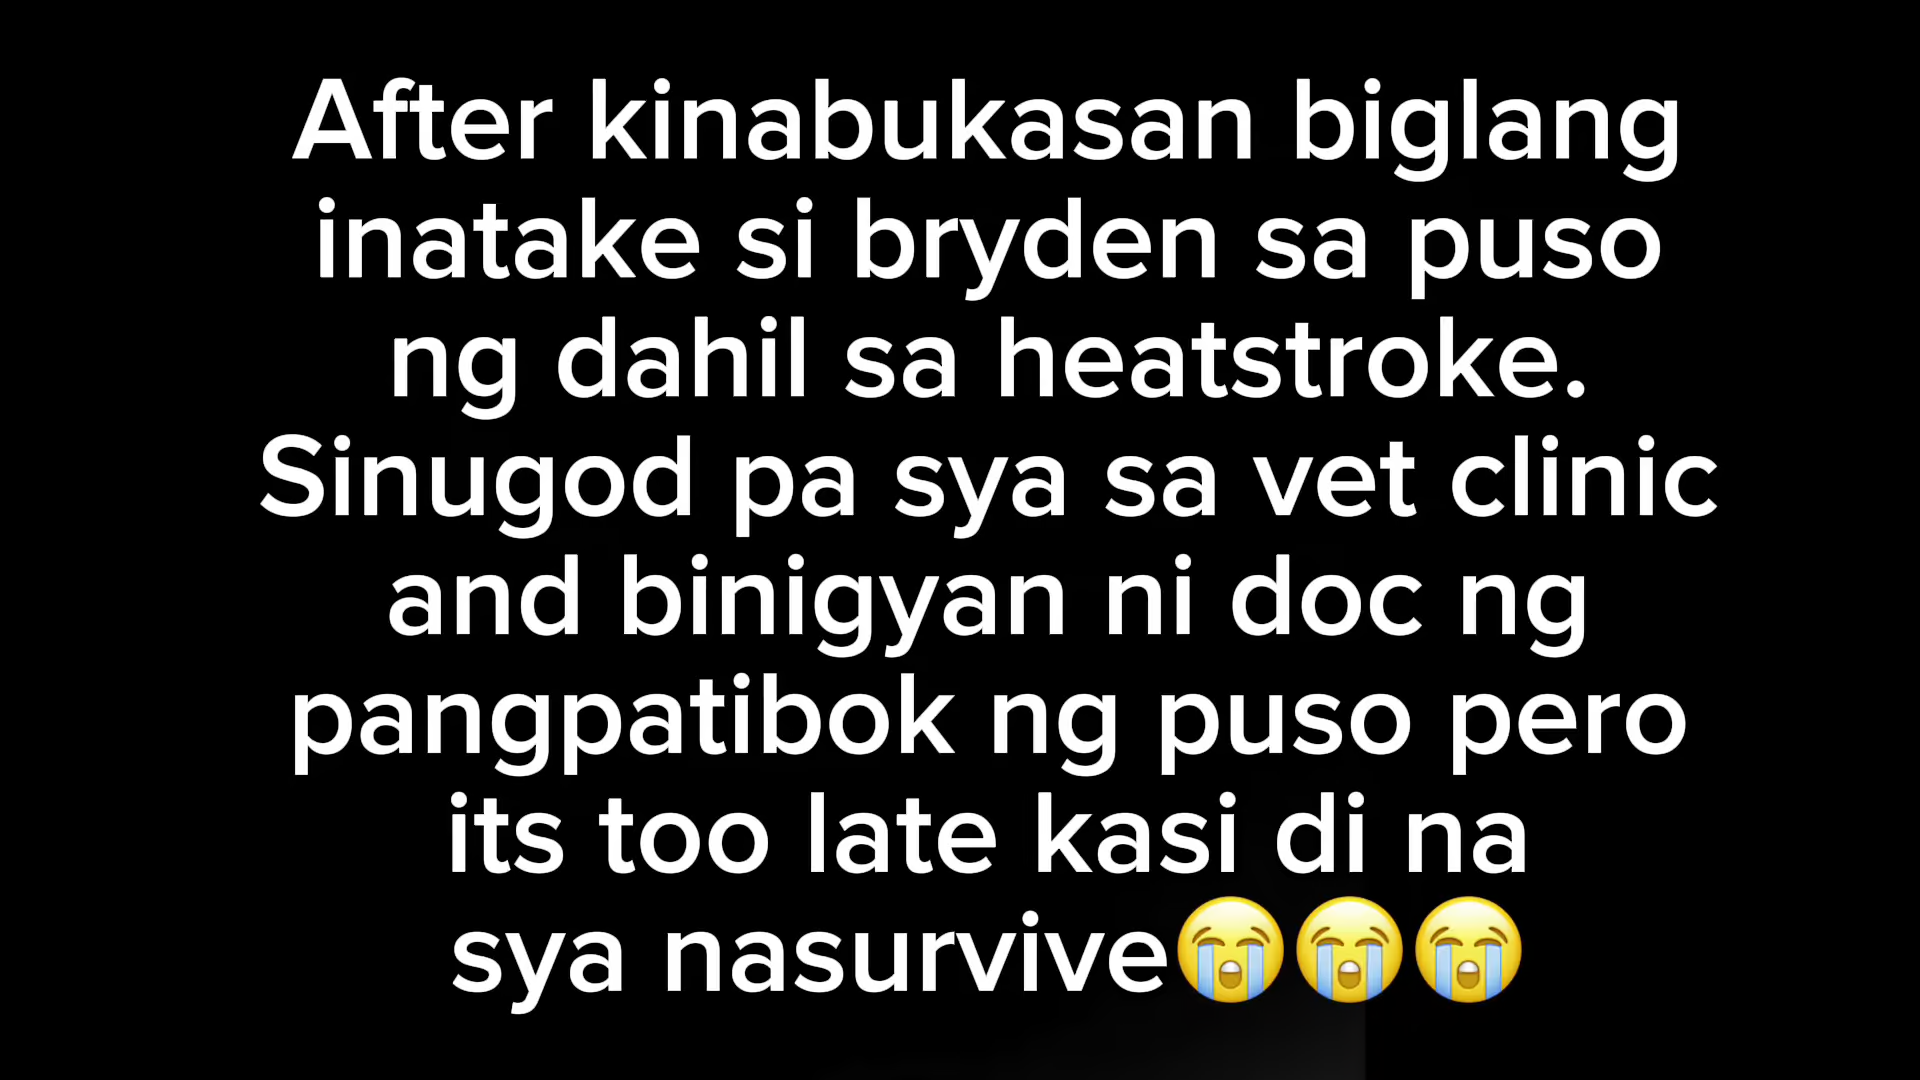 After kinabukasan biglang
inatake si bryden sa puso
ng dahil sa heatstroke.
Sinugod pa sya sa vet clinic
and binigyan ni doc ng
pangpatibok ng puso pero
its too late kasi di na
sya nasurvive😭😭😭